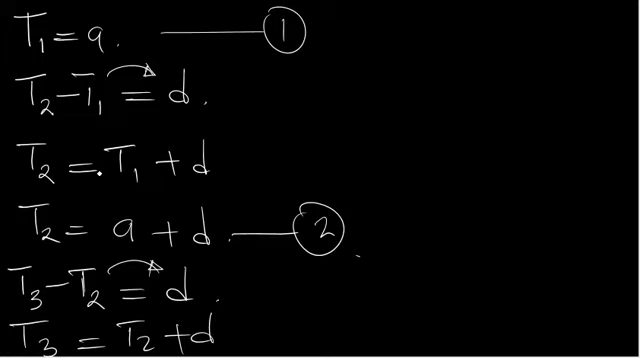 T₁ = a. ——— ①
T₂ – T₁ = d.
T₂ = T₁ + d
T₂ = a + d. —— ②
T₃ – T₂ = d.
T₃ = T₂ + d